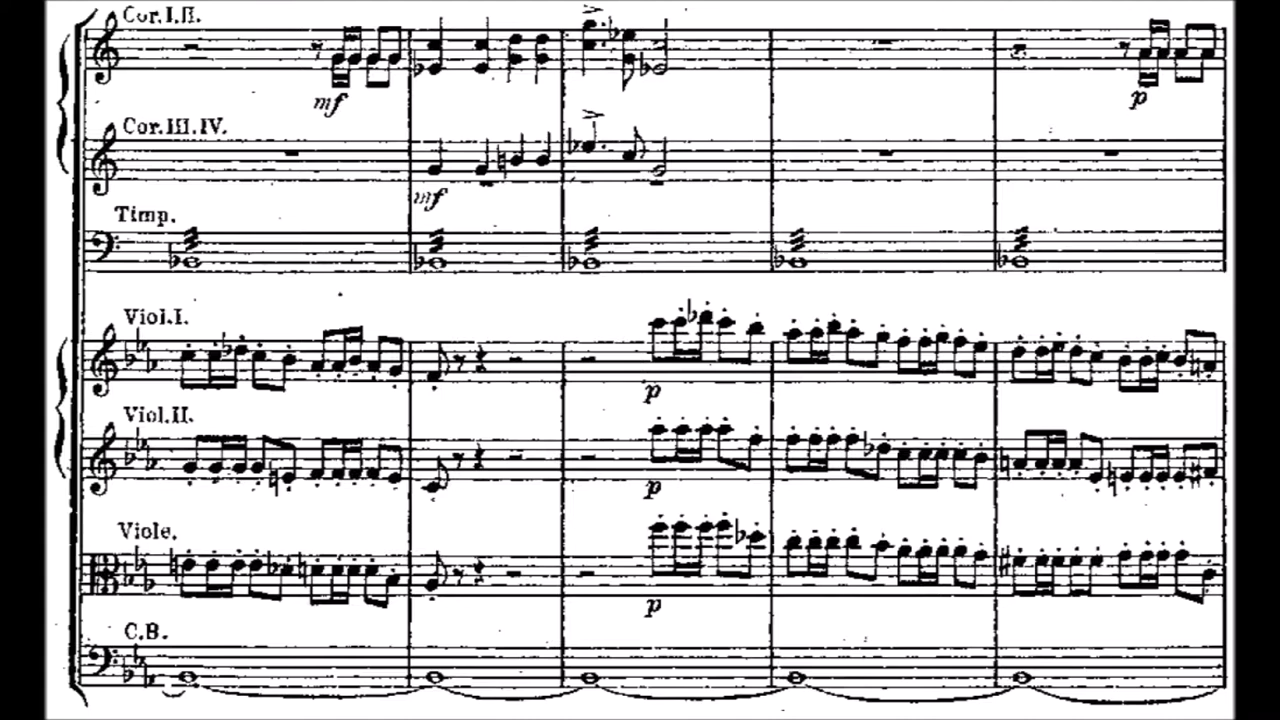 Cor.I.II.
mf
p
Cor.III.IV.
mf
Timp.
Viol.I.
p
Viol.II.
p
Viole.
p
C.B.